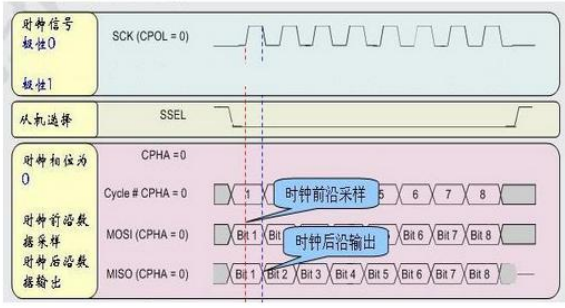 时钟信号
极性0
SCK (CPOL = 0)
极性1
从机选择
SSEL
时钟相位为
0
时钟前沿数
据采样
时钟后沿数
据输出
CPHA =0
Cycle # CPHA = 0
1
5
6
7
8
时钟前沿采样
MOSI (CPHA = 0)
Bit 1
Bit
Bit 6
Bit 7
Bit 8
时钟后沿输出
MISO (CPHA = 0)
Bit 1
Bit 2
Bit 3
Bit 4
Bit 5
Bit 6
Bit 7
Bit 8